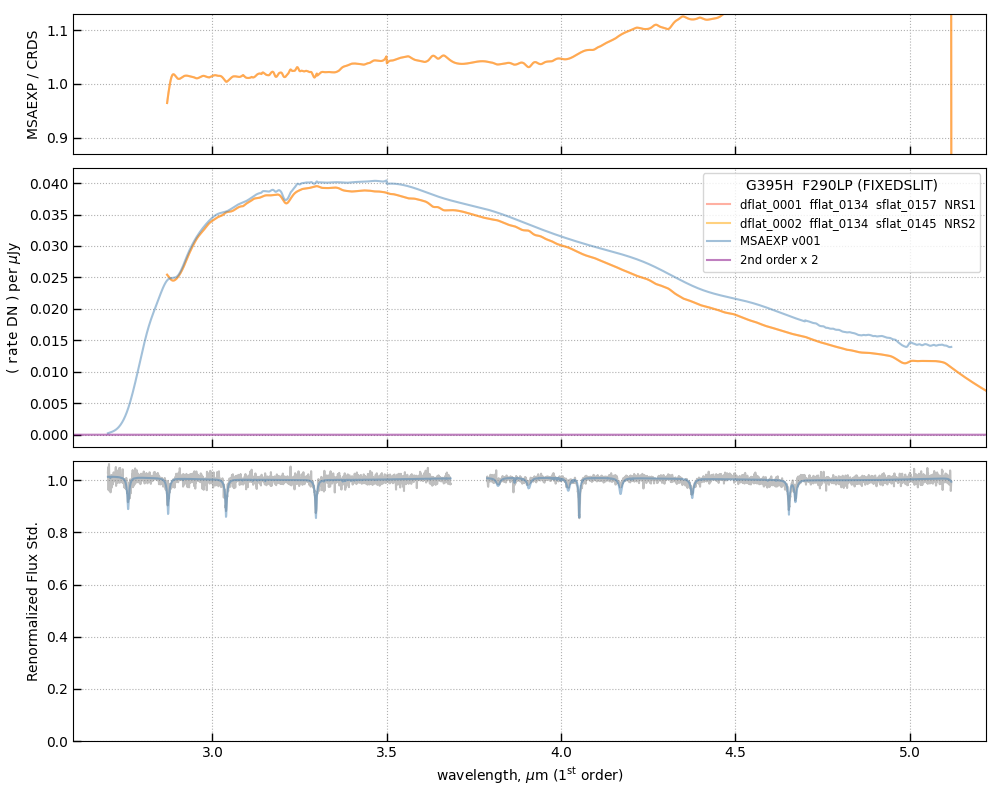 1.1
1.0
0.9
MSAEXP / CRDS
0.040
0.035
0.030
0.025
0.020
0.015
0.010
0.005
0.000
( rate DN ) per μJy
G395H F290LP (FIXEDSLIT)
dflat_0001 fflat_0134 sflat_0157 NRS1
dflat_0002 fflat_0134 sflat_0145 NRS2
MSAEXP v001
2nd order x 2
1.0
0.8
0.6
0.4
0.2
0.0
Renormalized Flux Std.
3.0 3.5 4.0 4.5 5.0
wavelength, μm (1st order)